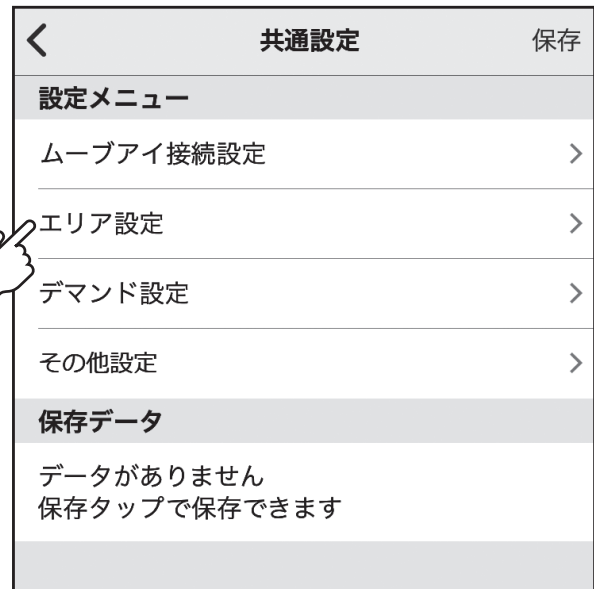 共通設定
保存
設定メニュー
ムーブアイ接続設定
エリア設定
デマンド設定
その他設定
保存データ
データがありません
保存タップで保存できます